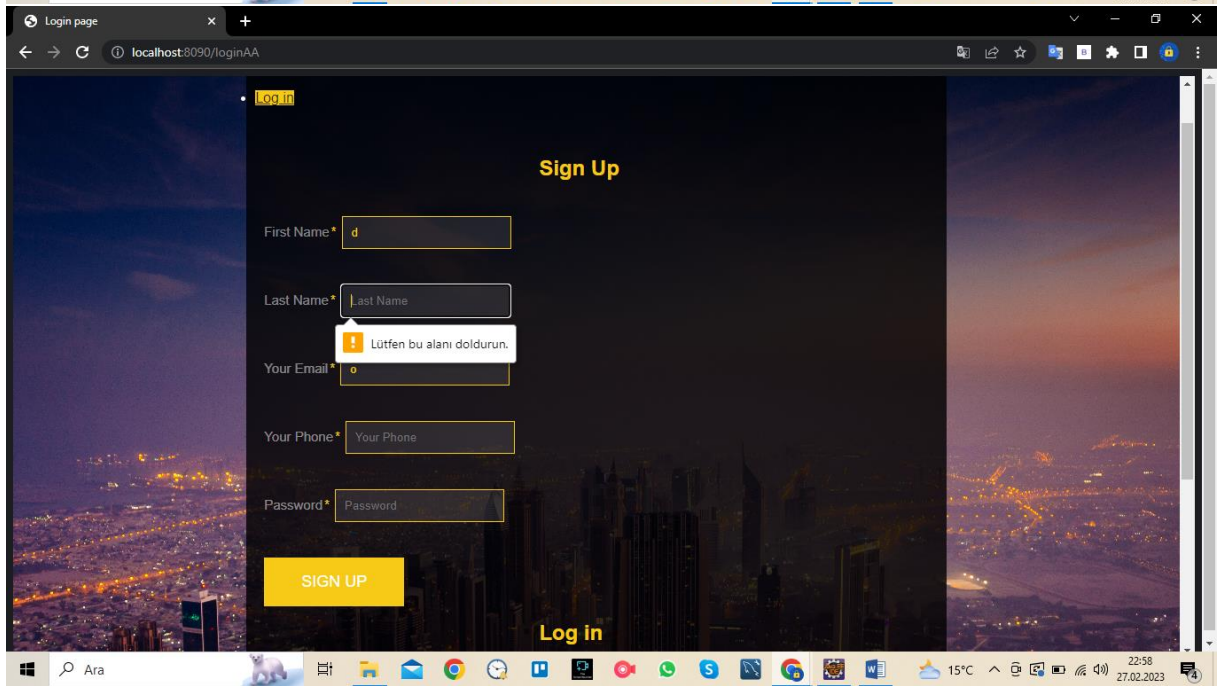 Login page
localhost:8090/loginAA
Log in
Sign Up
First Name* d
Last Name* Last Name
Lütfen bu alanı doldurun.
Your Email* o
Your Phone* Your Phone
Password* Password
SIGN UP
Log in
Ara
15°C
22:58
27.02.2023
4